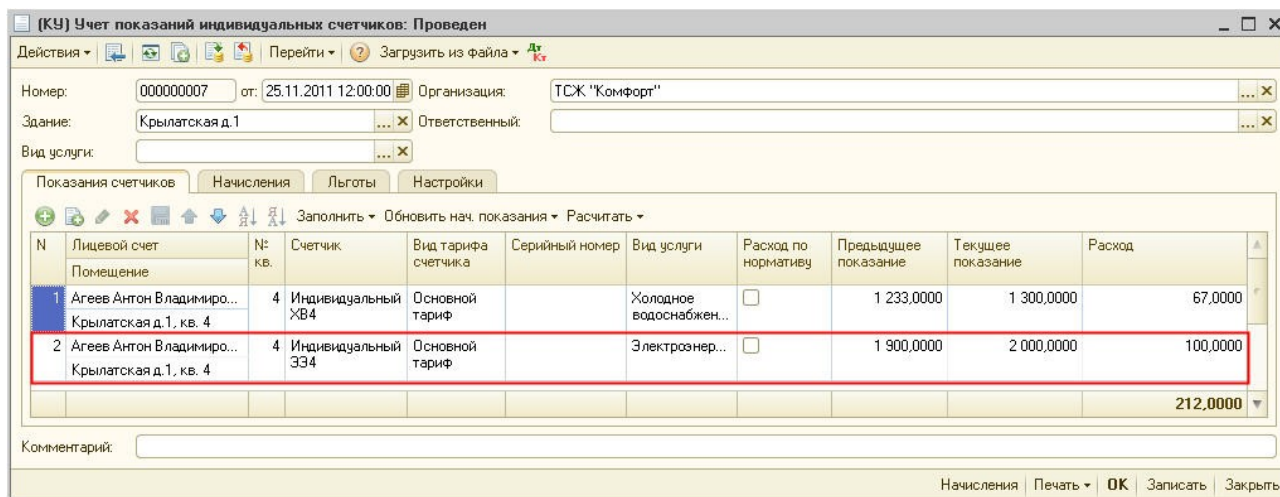 (КУ) Учет показаний индивидуальных счетчиков: Проведен
Действия Перейти Загрузить из файла Дт Кт
Номер: 000000007 от: 25.11.2011 12:00:00 Организация: ТСЖ "Комфорт"
Здание: Крылатская д.1 Ответственный:
Вид услуги:
Показания счетчиков Начисления Льготы Настройки
Заполнить Обновить нач. показания Расчитать
N Лицевой счет № кв. Счетчик Вид тарифа счетчика Серийный номер Вид услуги Расход по нормативу Предыдущее показание Текущее показание Расход
Помещение
1 Агеев Антон Владимиро... 4 Индивидуальный ХВ4 Основной тариф Холодное водоснабжен... 1 233,0000 1 300,0000 67,0000
Крылатская д.1, кв. 4
2 Агеев Антон Владимиро... 4 Индивидуальный ЭЭ4 Основной тариф Электроэнер... 1 900,0000 2 000,0000 100,0000
Крылатская д.1, кв. 4
212,0000
Комментарий:
Начисления Печать OK Записать Закрыть